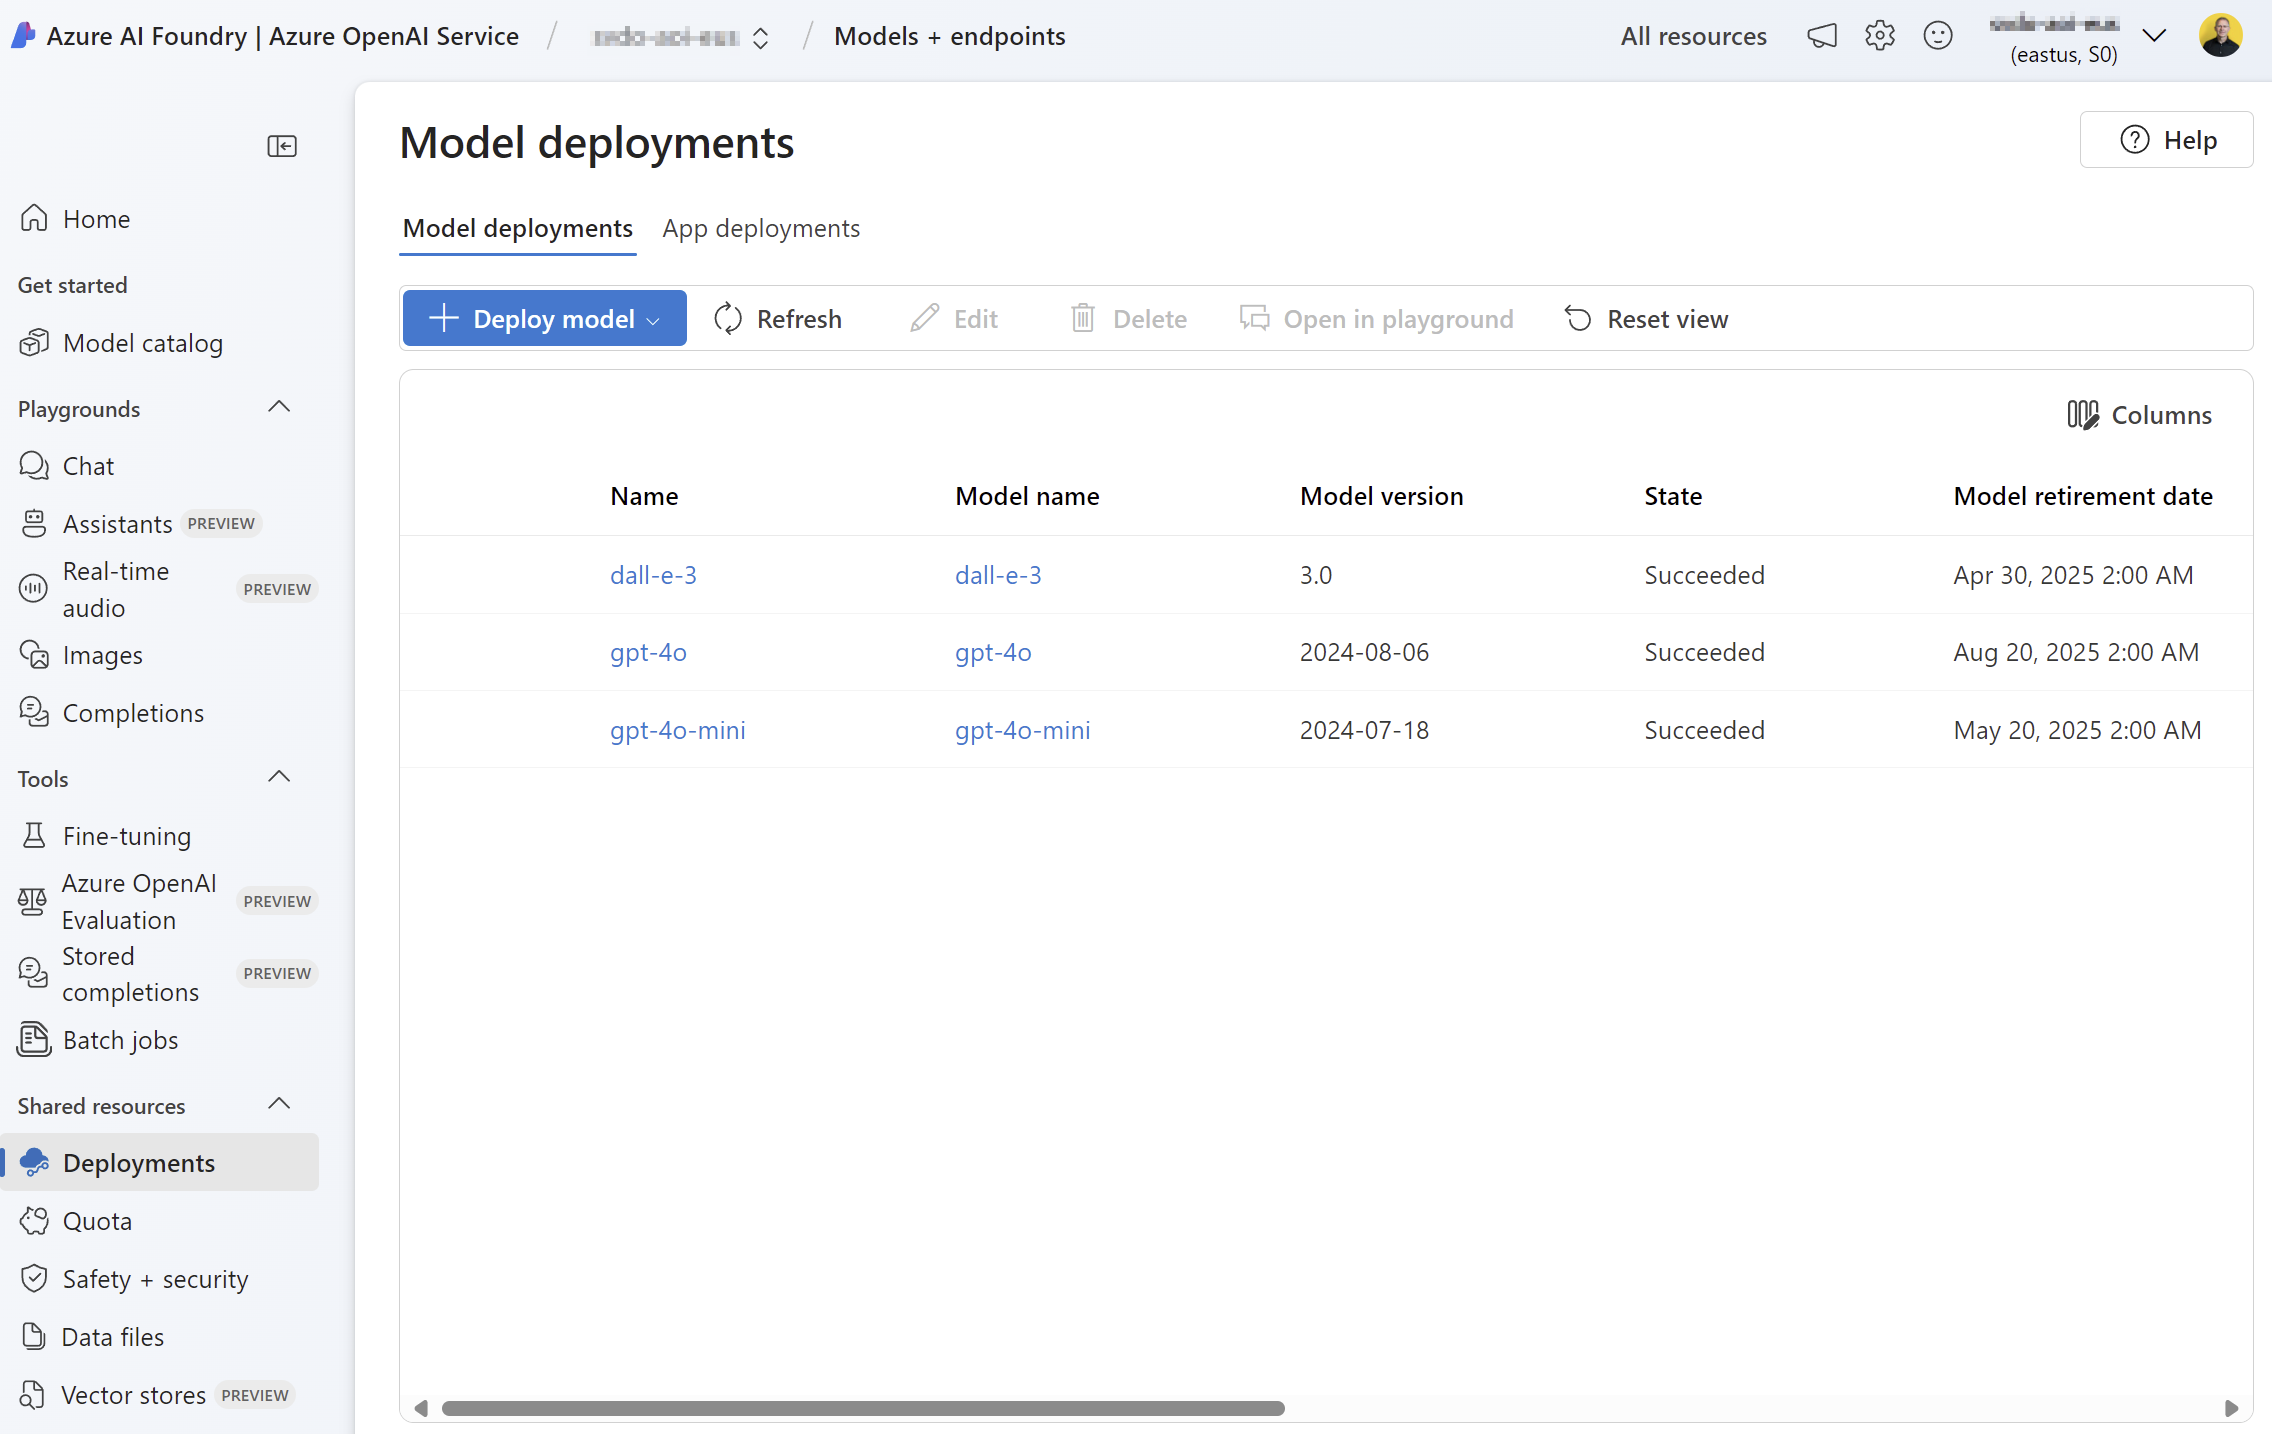 Azure AI Foundry | Azure OpenAI Service / / Models + endpoints All resources
(eastus, S0)
Model deployments
Help
Home
Get started
Model catalog
Playgrounds
Chat
Assistants PREVIEW
Real-time
audio
PREVIEW
Images
Completions
Tools
Fine-tuning
Azure OpenAI
Evaluation
PREVIEW
Stored
completions
PREVIEW
Batch jobs
Shared resources
Deployments
Quota
Safety + security
Data files
Vector stores PREVIEW
Model deployments App deployments
Deploy model Refresh Edit Delete Open in playground Reset view
Columns
Name Model name Model version State Model retirement date
dall-e-3 dall-e-3 3.0 Succeeded Apr 30, 2025 2:00 AM
gpt-4o gpt-4o 2024-08-06 Succeeded Aug 20, 2025 2:00 AM
gpt-4o-mini gpt-4o-mini 2024-07-18 Succeeded May 20, 2025 2:00 AM